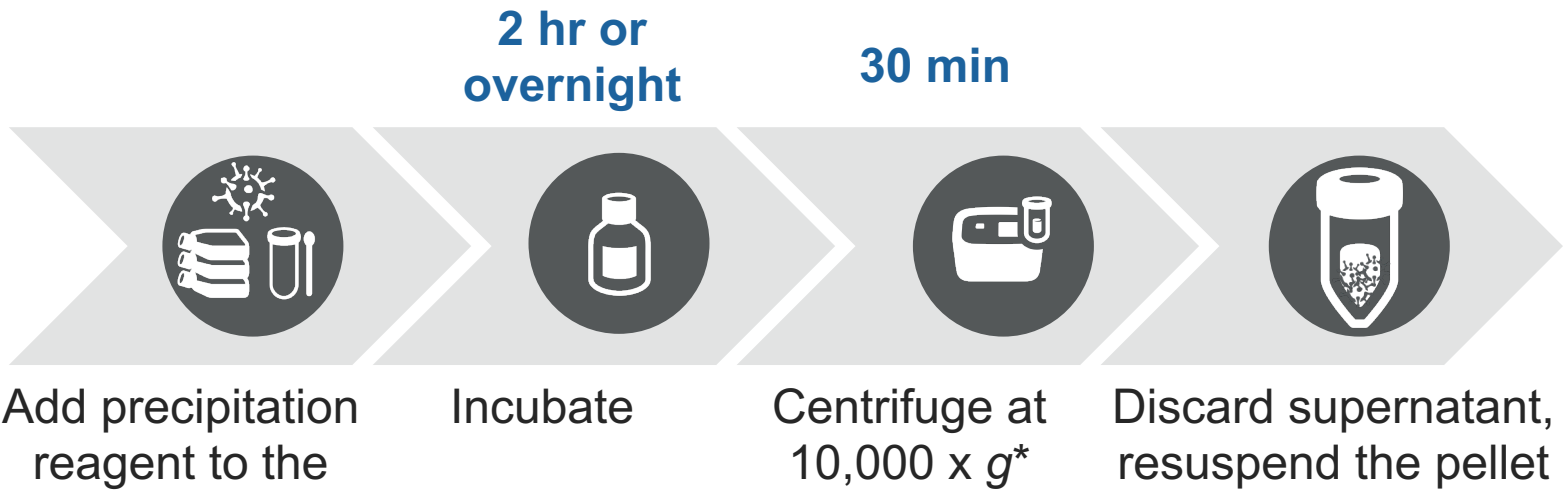 2 hr or
overnight
30 min
Add precipitation
reagent to the
Incubate
Centrifuge at
10,000 x g*
Discard supernatant,
resuspend the pellet